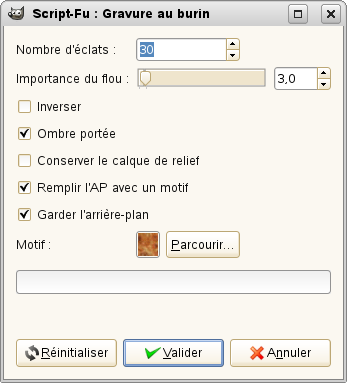 Script-Fu : Gravure au burin
Nombre d'éclats : 30
Importance du flou : 3,0
Inverser
Ombre portée
Conserver le calque de relief
Remplir l'AP avec un motif
Garder l'arrière-plan
Motif : Parcourir...
Réinitialiser Valider Annuler